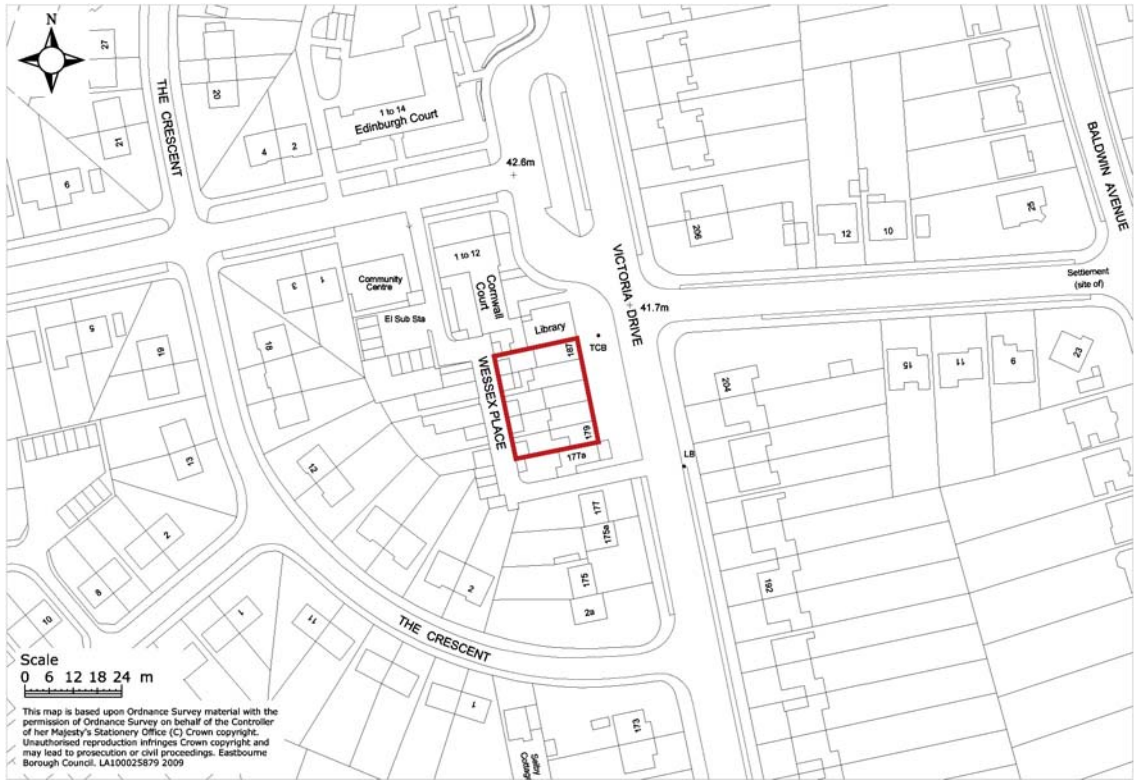 N
27
20
21
THE CRESCENT
1 to 14
Edinburgh Court
4
2
6
42.6m
206
12
10
25
BALDWIN AVENUE
VICTORIA DRIVE
41.7m
Settlement
(site of)
1 to 12
Cornwall
Court
Community
Centre
3
1
El Sub Sta
Library
TCB
187
5
19
18
WESSEX PLACE
179
177a
204
15
11
9
23
LB
13
12
177
175a
2
175
2a
192
2
8
10
1
11
THE CRESCENT
1
173
Selby
Cottage
Scale
0 6 12 18 24 m
This map is based upon Ordnance Survey material with the
permission of Ordnance Survey on behalf of the Controller
of her Majesty's Stationery Office (C) Crown copyright.
Unauthorised reproduction infringes Crown copyright and
may lead to prosecution or civil proceedings. Eastbourne
Borough Council. LA100025879 2009